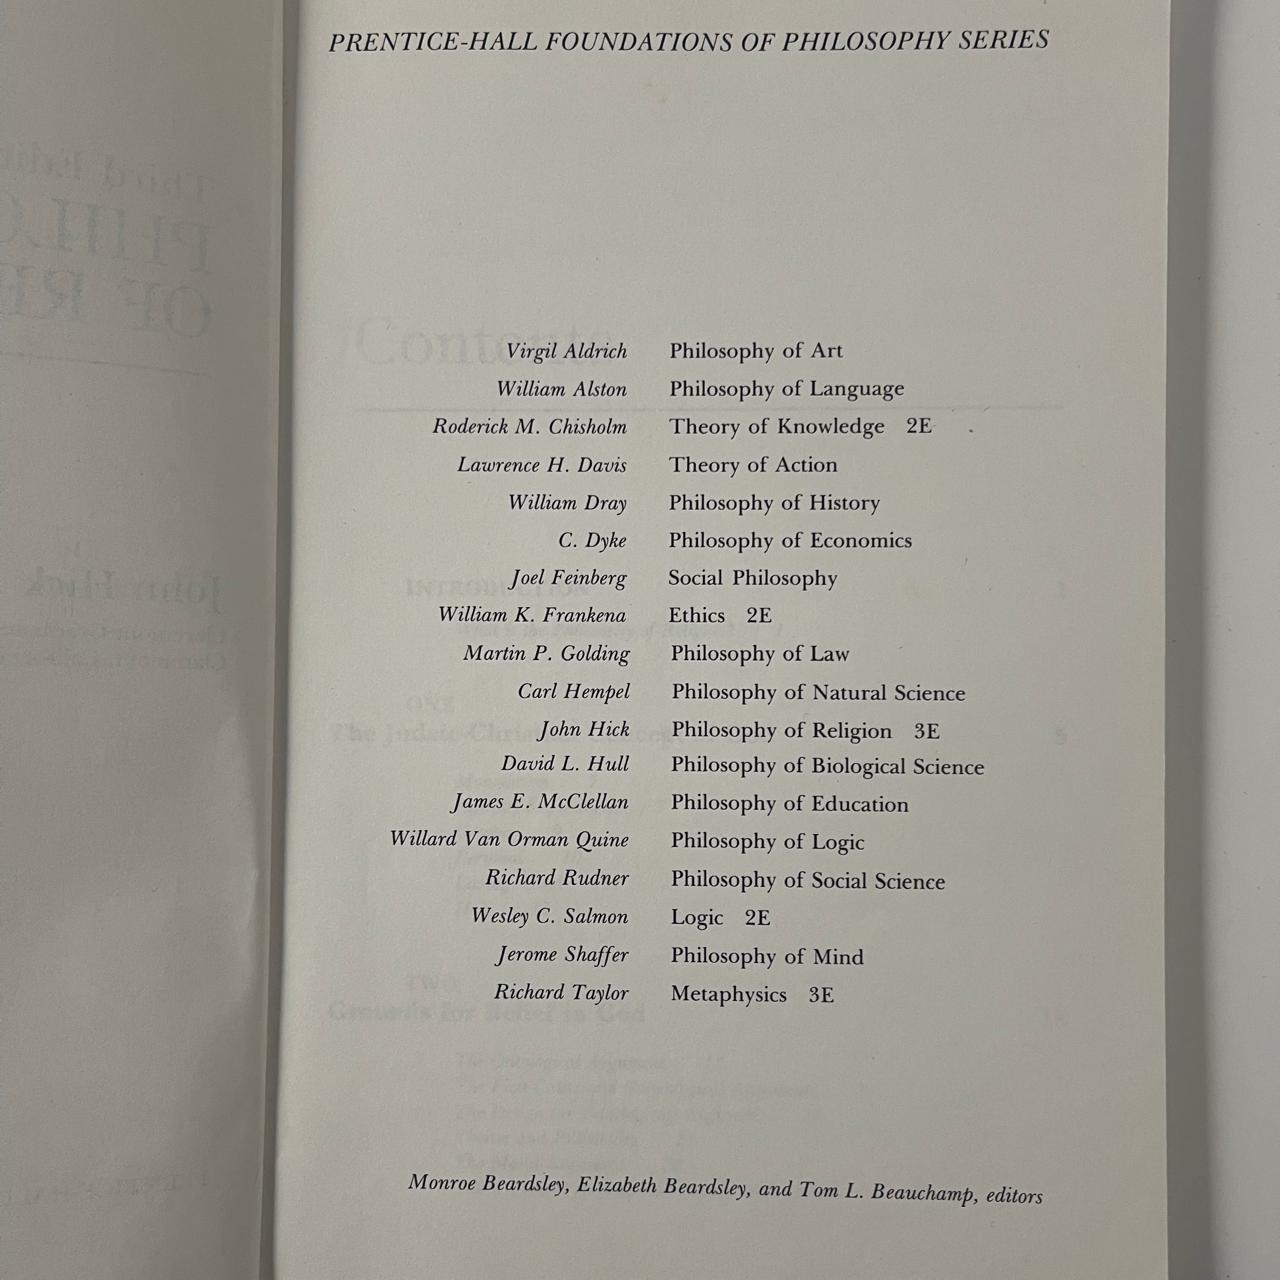 PRENTICE-HALL FOUNDATIONS OF PHILOSOPHY SERIES
Virgil Aldrich Philosophy of Art
William Alston Philosophy of Language
Roderick M. Chisholm Theory of Knowledge 2E
Lawrence H. Davis Theory of Action
William Dray Philosophy of History
C. Dyke Philosophy of Economics
Joel Feinberg Social Philosophy
William K. Frankena Ethics 2E
Martin P. Golding Philosophy of Law
Carl Hempel Philosophy of Natural Science
John Hick Philosophy of Religion 3E
David L. Hull Philosophy of Biological Science
James E. McClellan Philosophy of Education
Willard Van Orman Quine Philosophy of Logic
Richard Rudner Philosophy of Social Science
Wesley C. Salmon Logic 2E
Jerome Shaffer Philosophy of Mind
Richard Taylor Metaphysics 3E
Monroe Beardsley, Elizabeth Beardsley, and Tom L. Beauchamp, editors